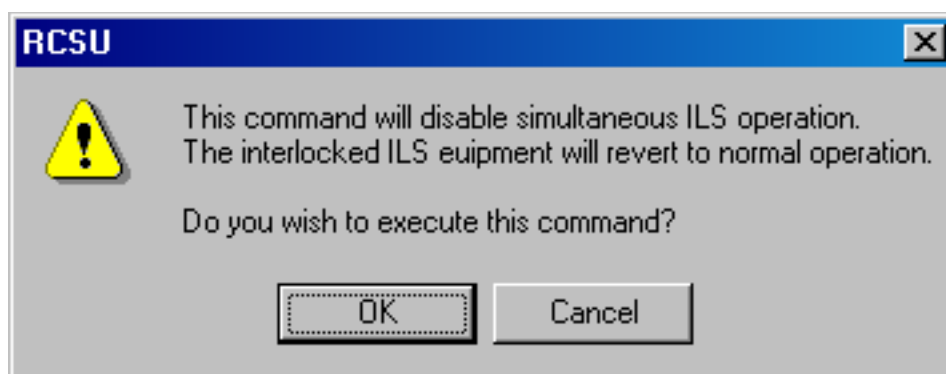 RCSU
This command will disable simultaneous ILS operation.
The interlocked ILS euipment will revert to normal operation.
Do you wish to execute this command?
OK
Cancel